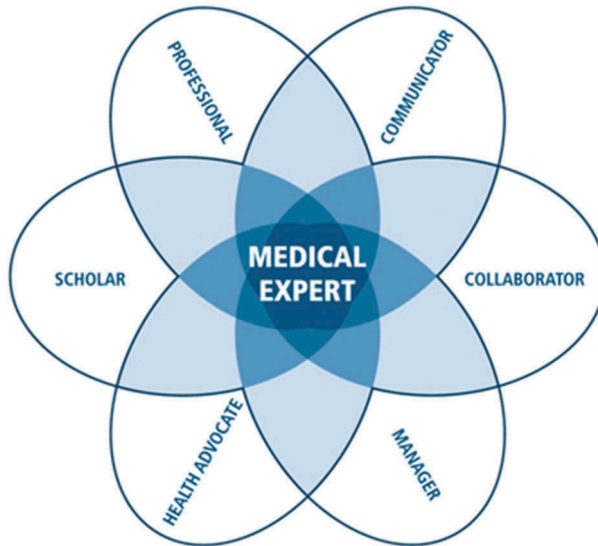 PROFESSIONAL
COMMUNICATOR
SCHOLAR
MEDICAL
EXPERT
COLLABORATOR
HEALTH ADVOCATE
MANAGER